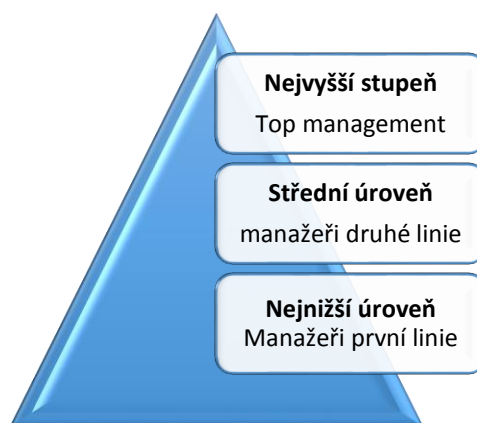 Nejvyšší stupeň
Top management
Střední úroveň
manažeři druhé linie
Nejnižší úroveň
Manažeři první linie